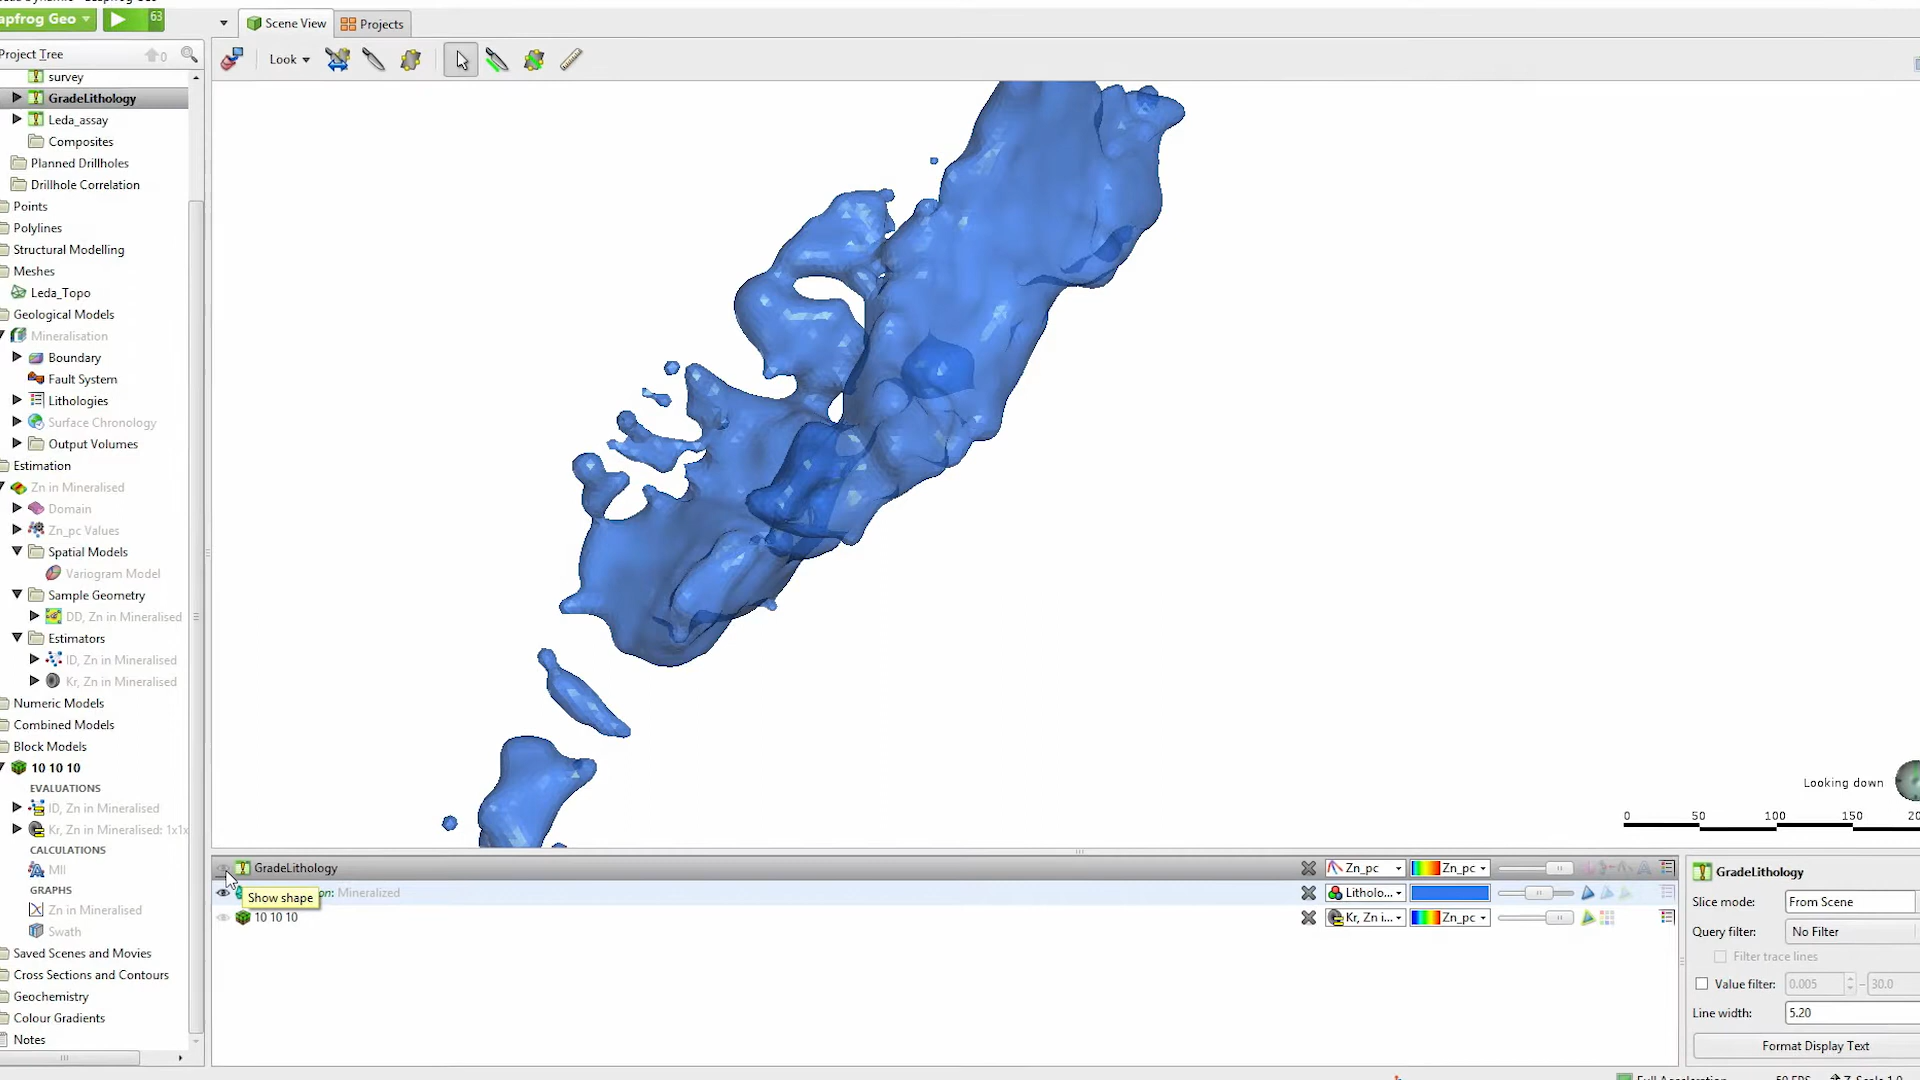 apfrog Geo
63
Scene View
Projects
Project Tree
0
Look
survey
GradeLithology
Leda_assay
Composites
Planned Drillholes
Drillhole Correlation
Points
Polylines
Structural Modelling
Meshes
Leda_Topo
Geological Models
Mineralisation
Boundary
Fault System
Lithologies
Surface Chronology
Output Volumes
Estimation
Zn in Mineralised
Domain
Zn_pc Values
Spatial Models
Variogram Model
Sample Geometry
DD, Zn in Mineralised
Estimators
ID, Zn in Mineralised
Kr, Zn in Mineralised
Numeric Models
Combined Models
Block Models
10 10 10
EVALUATIONS
ID, Zn in Mineralised
Kr, Zn in Mineralised: 1x1x
CALCULATIONS
MII
GRAPHS
Zn in Mineralised
Swath
Saved Scenes and Movies
Cross Sections and Contours
Geochemistry
Colour Gradients
Notes
Looking down
0 50 100 150 20
GradeLithology Zn_pc Zn_pc
on: Mineralized Litholo...
Show shape
10 10 10 Kr, Zn i... Zn_pc
GradeLithology
Slice mode: From Scene
Query filter: No Filter
Filter trace lines
Value filter: 0.005 – 30.0
Line width: 5.20
Format Display Text